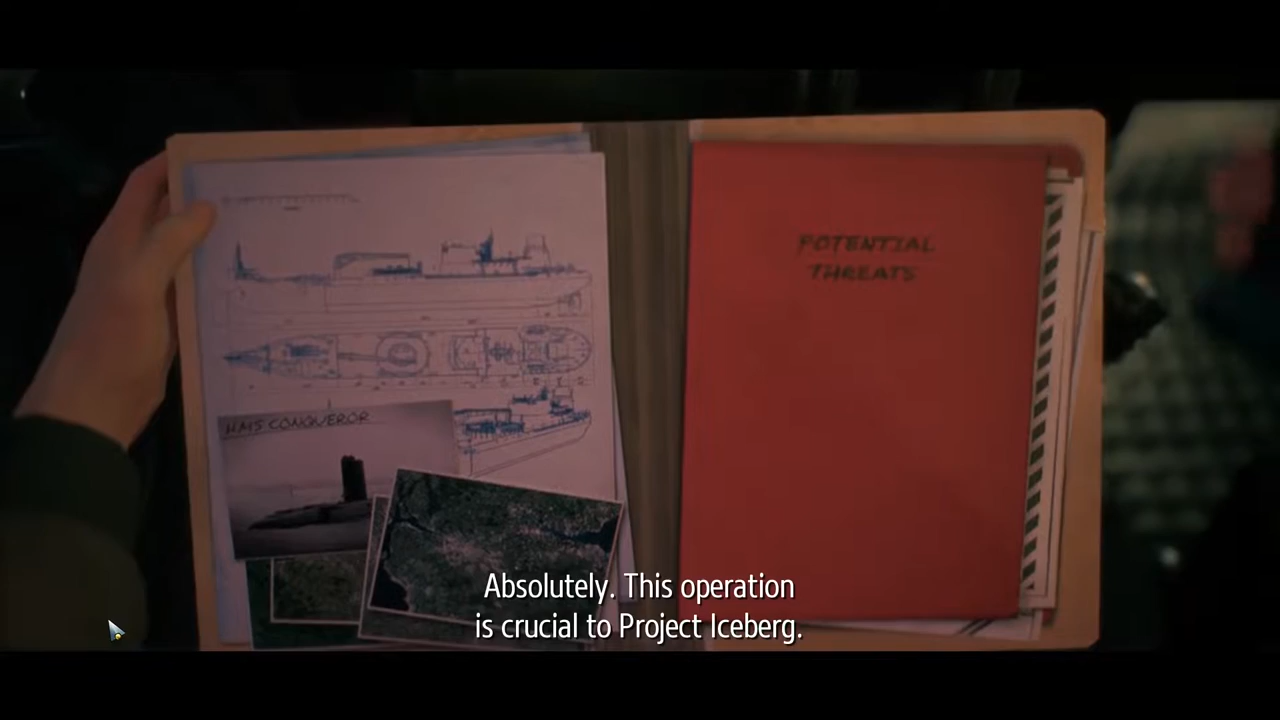 HMS CONQUEROR
POTENTIAL
THREATS
Absolutely. This operation
is crucial to Project Iceberg.